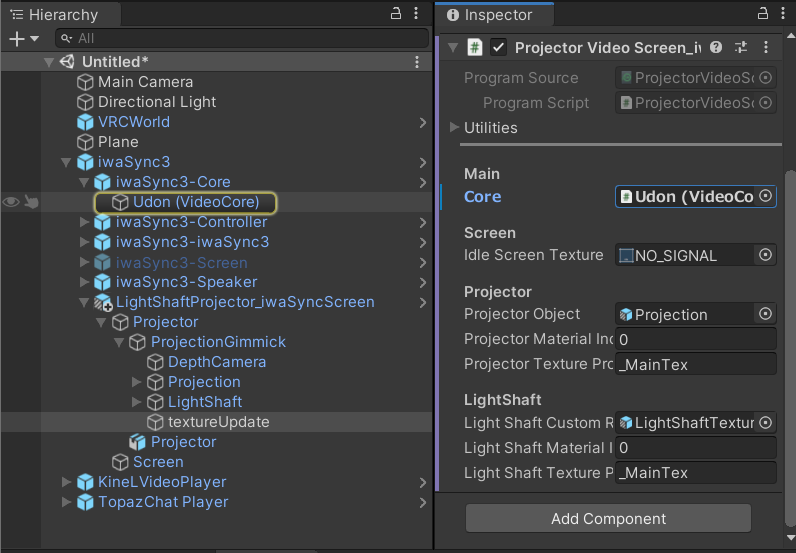 Hierarchy
All
Untitled*
Main Camera
Directional Light
VRCWorld
Plane
iwaSync3
iwaSync3-Core
Udon (VideoCore)
iwaSync3-Controller
iwaSync3-iwaSync3
iwaSync3-Screen
iwaSync3-Speaker
LightShaftProjector_iwaSyncScreen
Projector
ProjectionGimmick
DepthCamera
Projection
LightShaft
textureUpdate
Projector
Screen
KineLVideoPlayer
TopazChat Player
Inspector
Projector Video Screen_iw
Program Source ProjectorVideoSc
Program Script ProjectorVideoSc
Utilities
Main
Core Udon (VideoCo
Screen
Idle Screen Texture NO_SIGNAL
Projector
Projector Object Projection
Projector Material Ind 0
Projector Texture Pro _MainTex
LightShaft
Light Shaft Custom R LightShaftTextur
Light Shaft Material I 0
Light Shaft Texture P _MainTex
Add Component